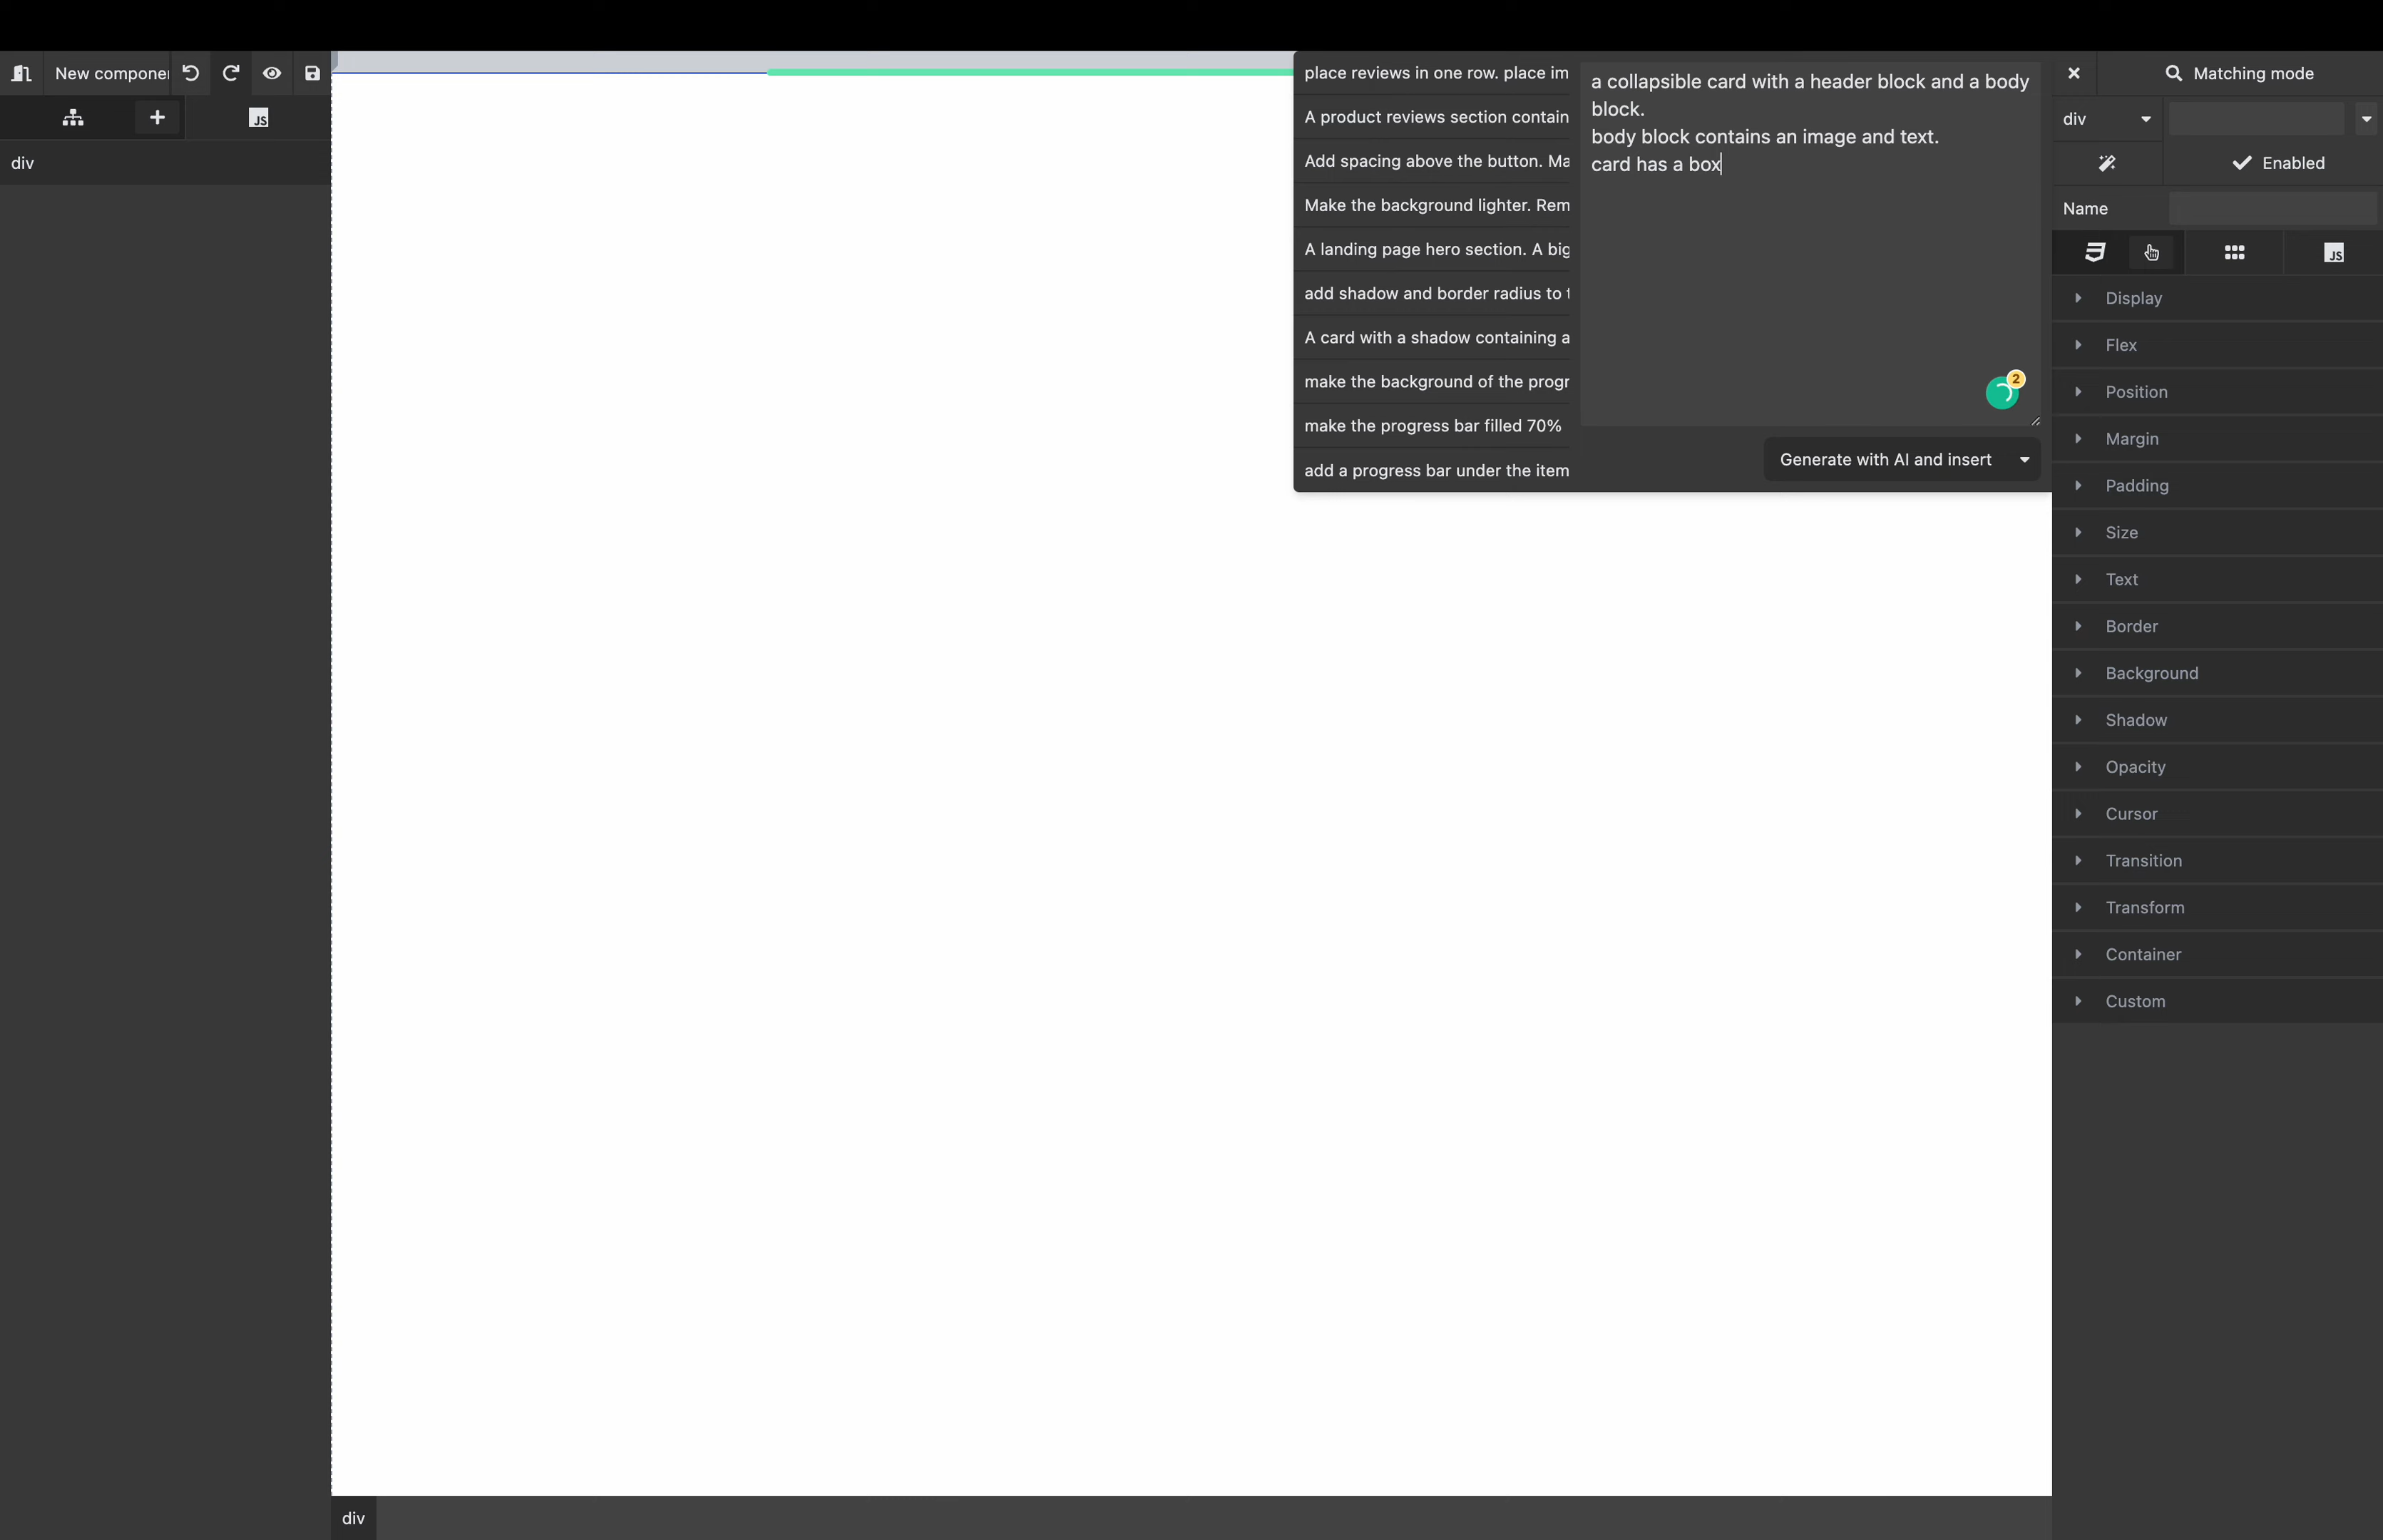 New componer
Matching mode
div
div
Enabled
Name
JS
JS
place reviews in one row. place im
A product reviews section contain
Add spacing above the button. Ma
Make the background lighter. Rem
A landing page hero section. A big
add shadow and border radius to t
A card with a shadow containing a
make the background of the progr
make the progress bar filled 70%
add a progress bar under the item
a collapsible card with a header block and a body
block.
body block contains an image and text.
card has a box
2
Generate with AI and insert
Display
Flex
Position
Margin
Padding
Size
Text
Border
Background
Shadow
Opacity
Cursor
Transition
Transform
Container
Custom
div